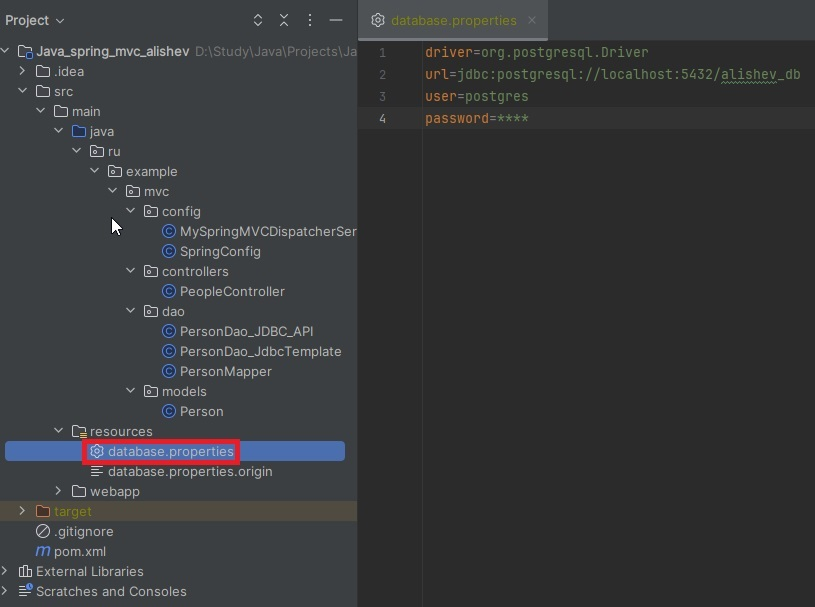 Project
Java_spring_mvc_alishev D:\Study\Java\Projects\Ja
.idea
src
main
java
ru
example
mvc
config
MySpringMVCDispatcherSer
SpringConfig
controllers
PeopleController
dao
PersonDao_JDBC_API
PersonDao_JdbcTemplate
PersonMapper
models
Person
resources
database.properties
database.properties.origin
webapp
target
.gitignore
pom.xml
External Libraries
Scratches and Consoles
database.properties
1 driver=org.postgresql.Driver
2 url=jdbc:postgresql://localhost:5432/alishev_db
3 user=postgres
4 password=****